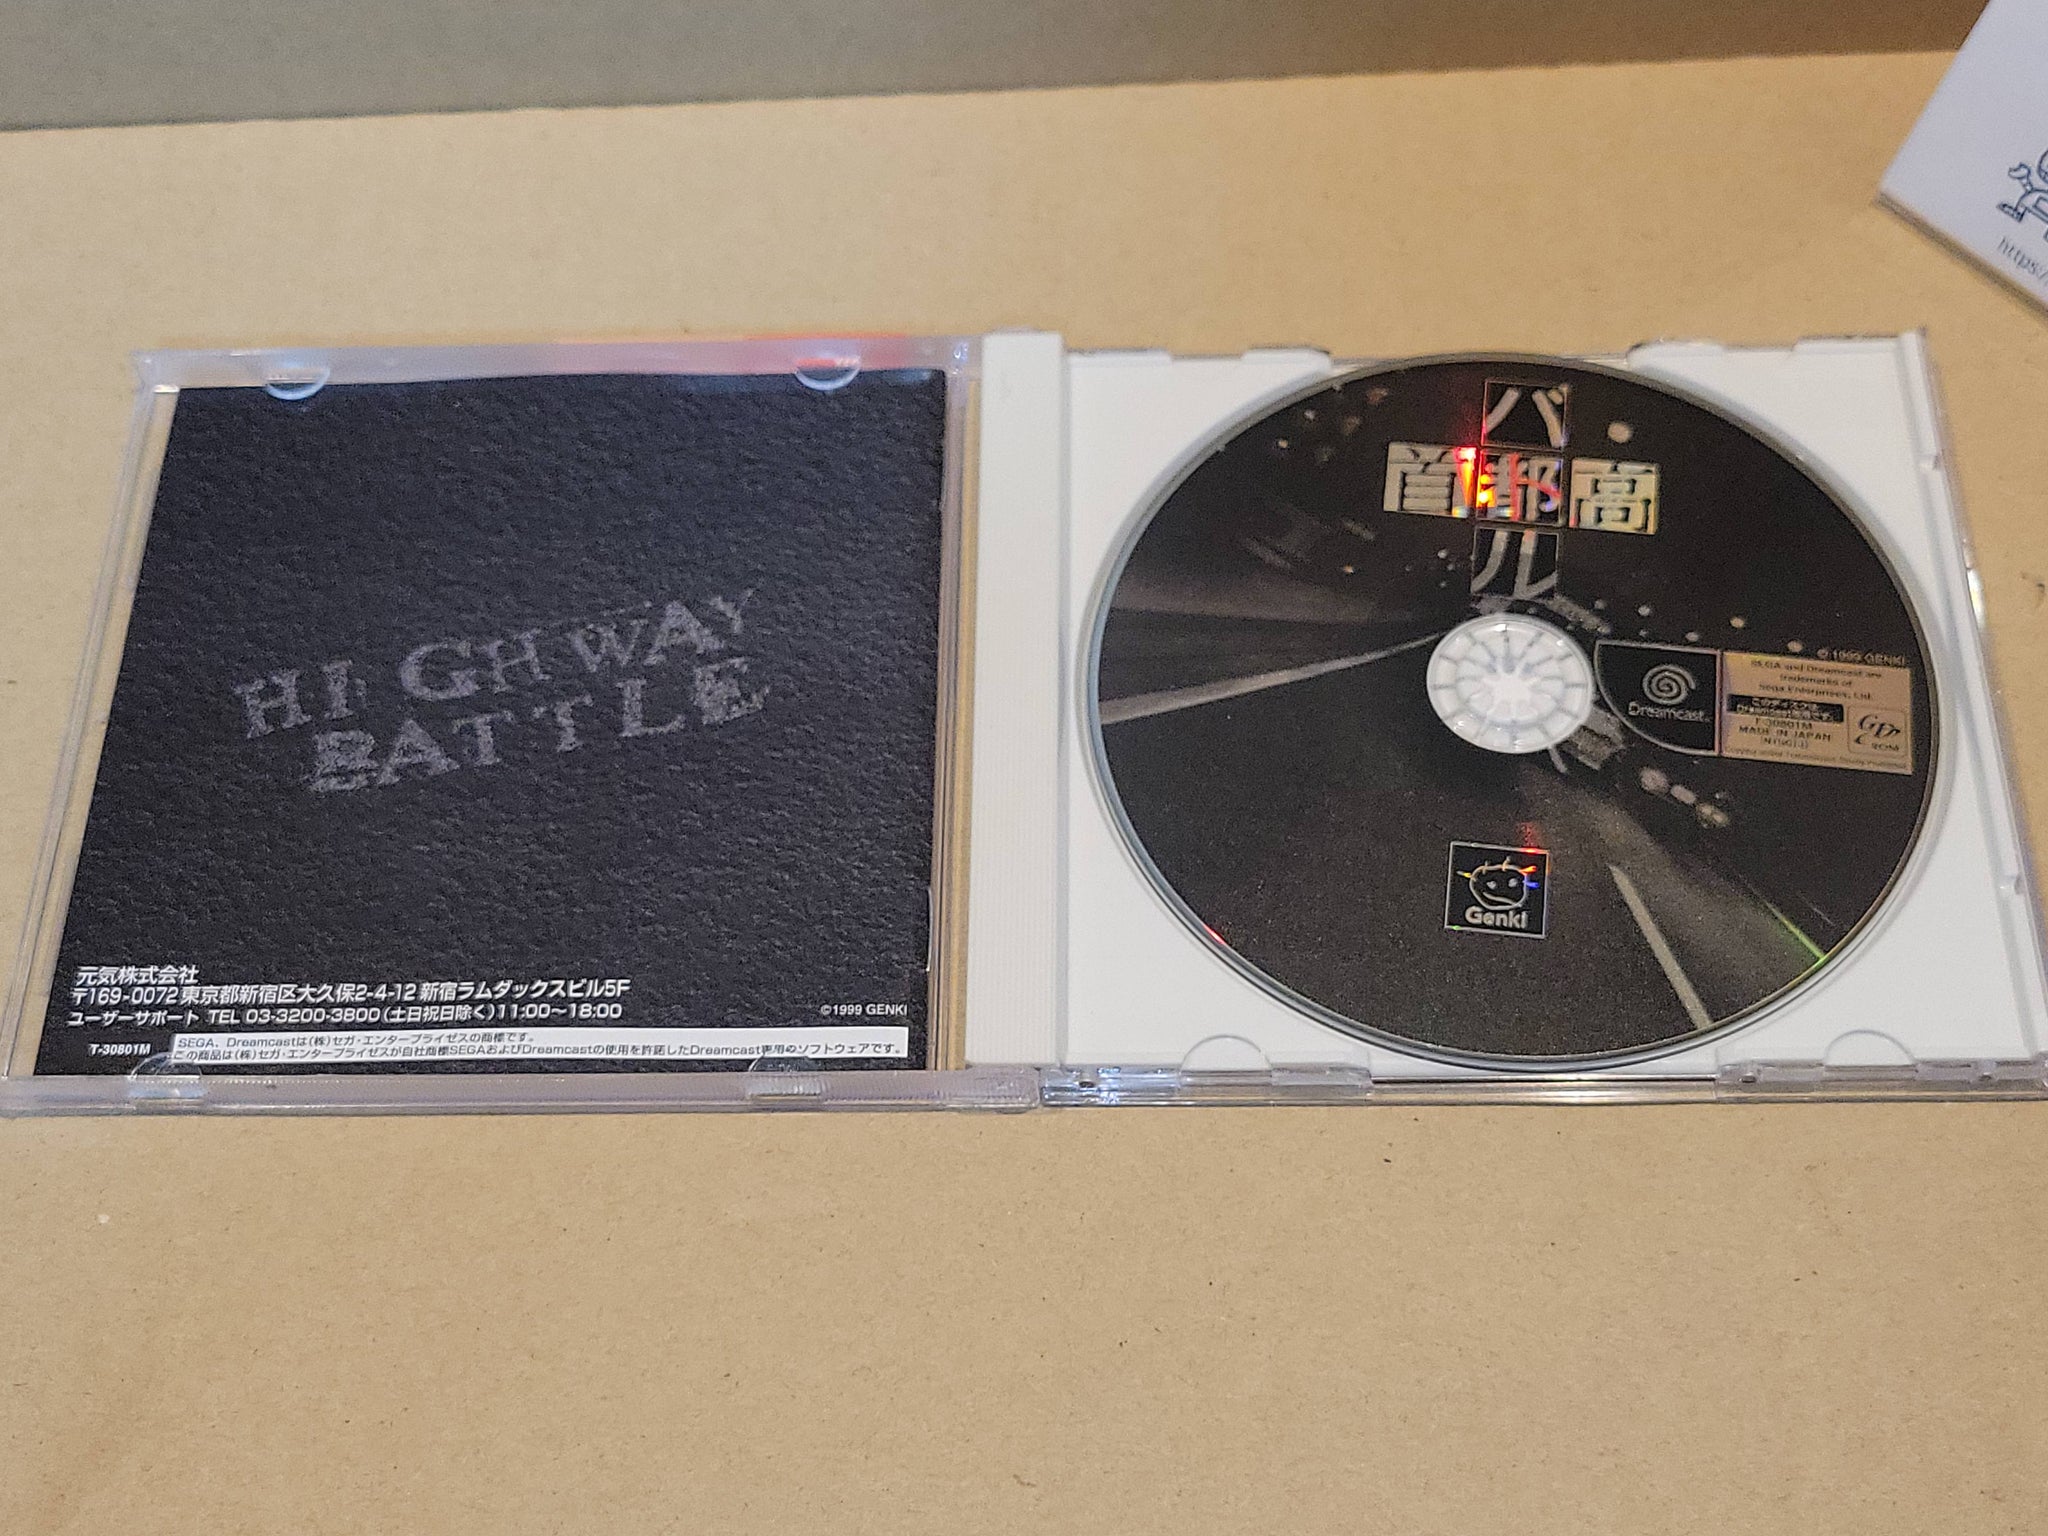 HIGHWAY
BATTLE
元気株式会社
〒169-0072 東京都新宿区大久保2-4-12 新宿ラムダックスビル5F
ユーザーサポート TEL 03-3200-3800(土日祝日除く)11:00〜18:00
©1999 GENKI
T-30801M
SEGA、Dreamcastは(株)セガ・エンタープライゼスの商標です。
この商品は(株)セガ・エンタープライゼスが自社商標SEGAおよびDreamcastの使用を許諾したDreamcast専用のソフトウェアです。
バ
首都高
ル
© 1999 GENKI
SEGA and Dreamcast are
trademarks of
Sega Enterprises, Ltd.
Dreamcast
T-30801M
MADE IN JAPAN
GD
ROM
Genki
https:/